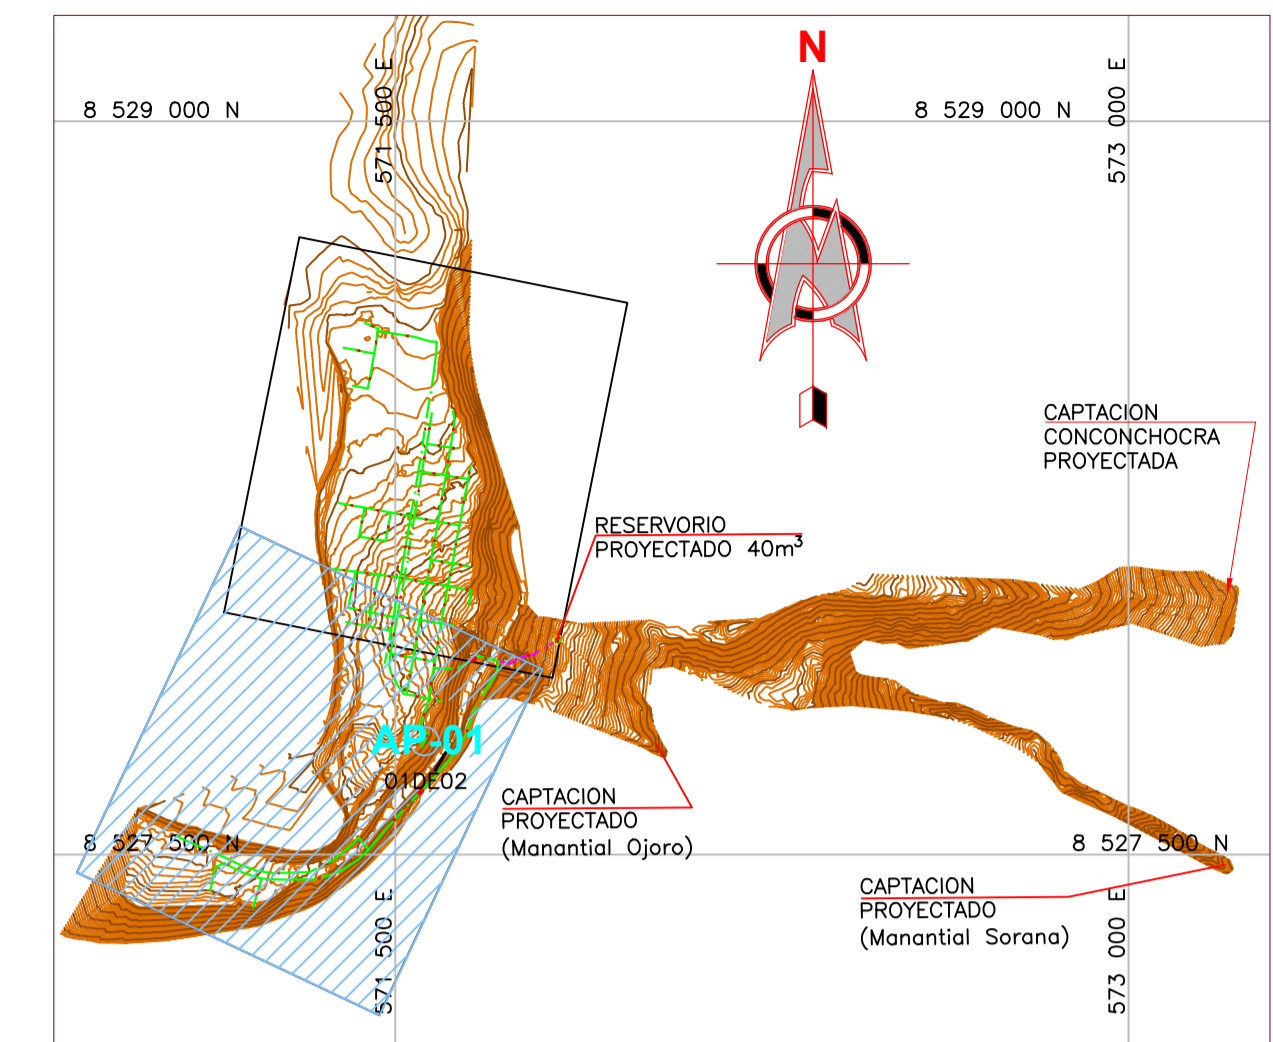 N
8 529 000 N
571 500 E
8 529 000 N
573 000 E
CAPTACION
CONCONCHOCRA
PROYECTADA
RESERVORIO
PROYECTADO 40m³
AP-01
01DE02
CAPTACION
PROYECTADO
(Manantial Ojoro)
8 527 500 N
8 527 500 N
CAPTACION
PROYECTADO
(Manantial Sorana)
571 500 E
573 000 E